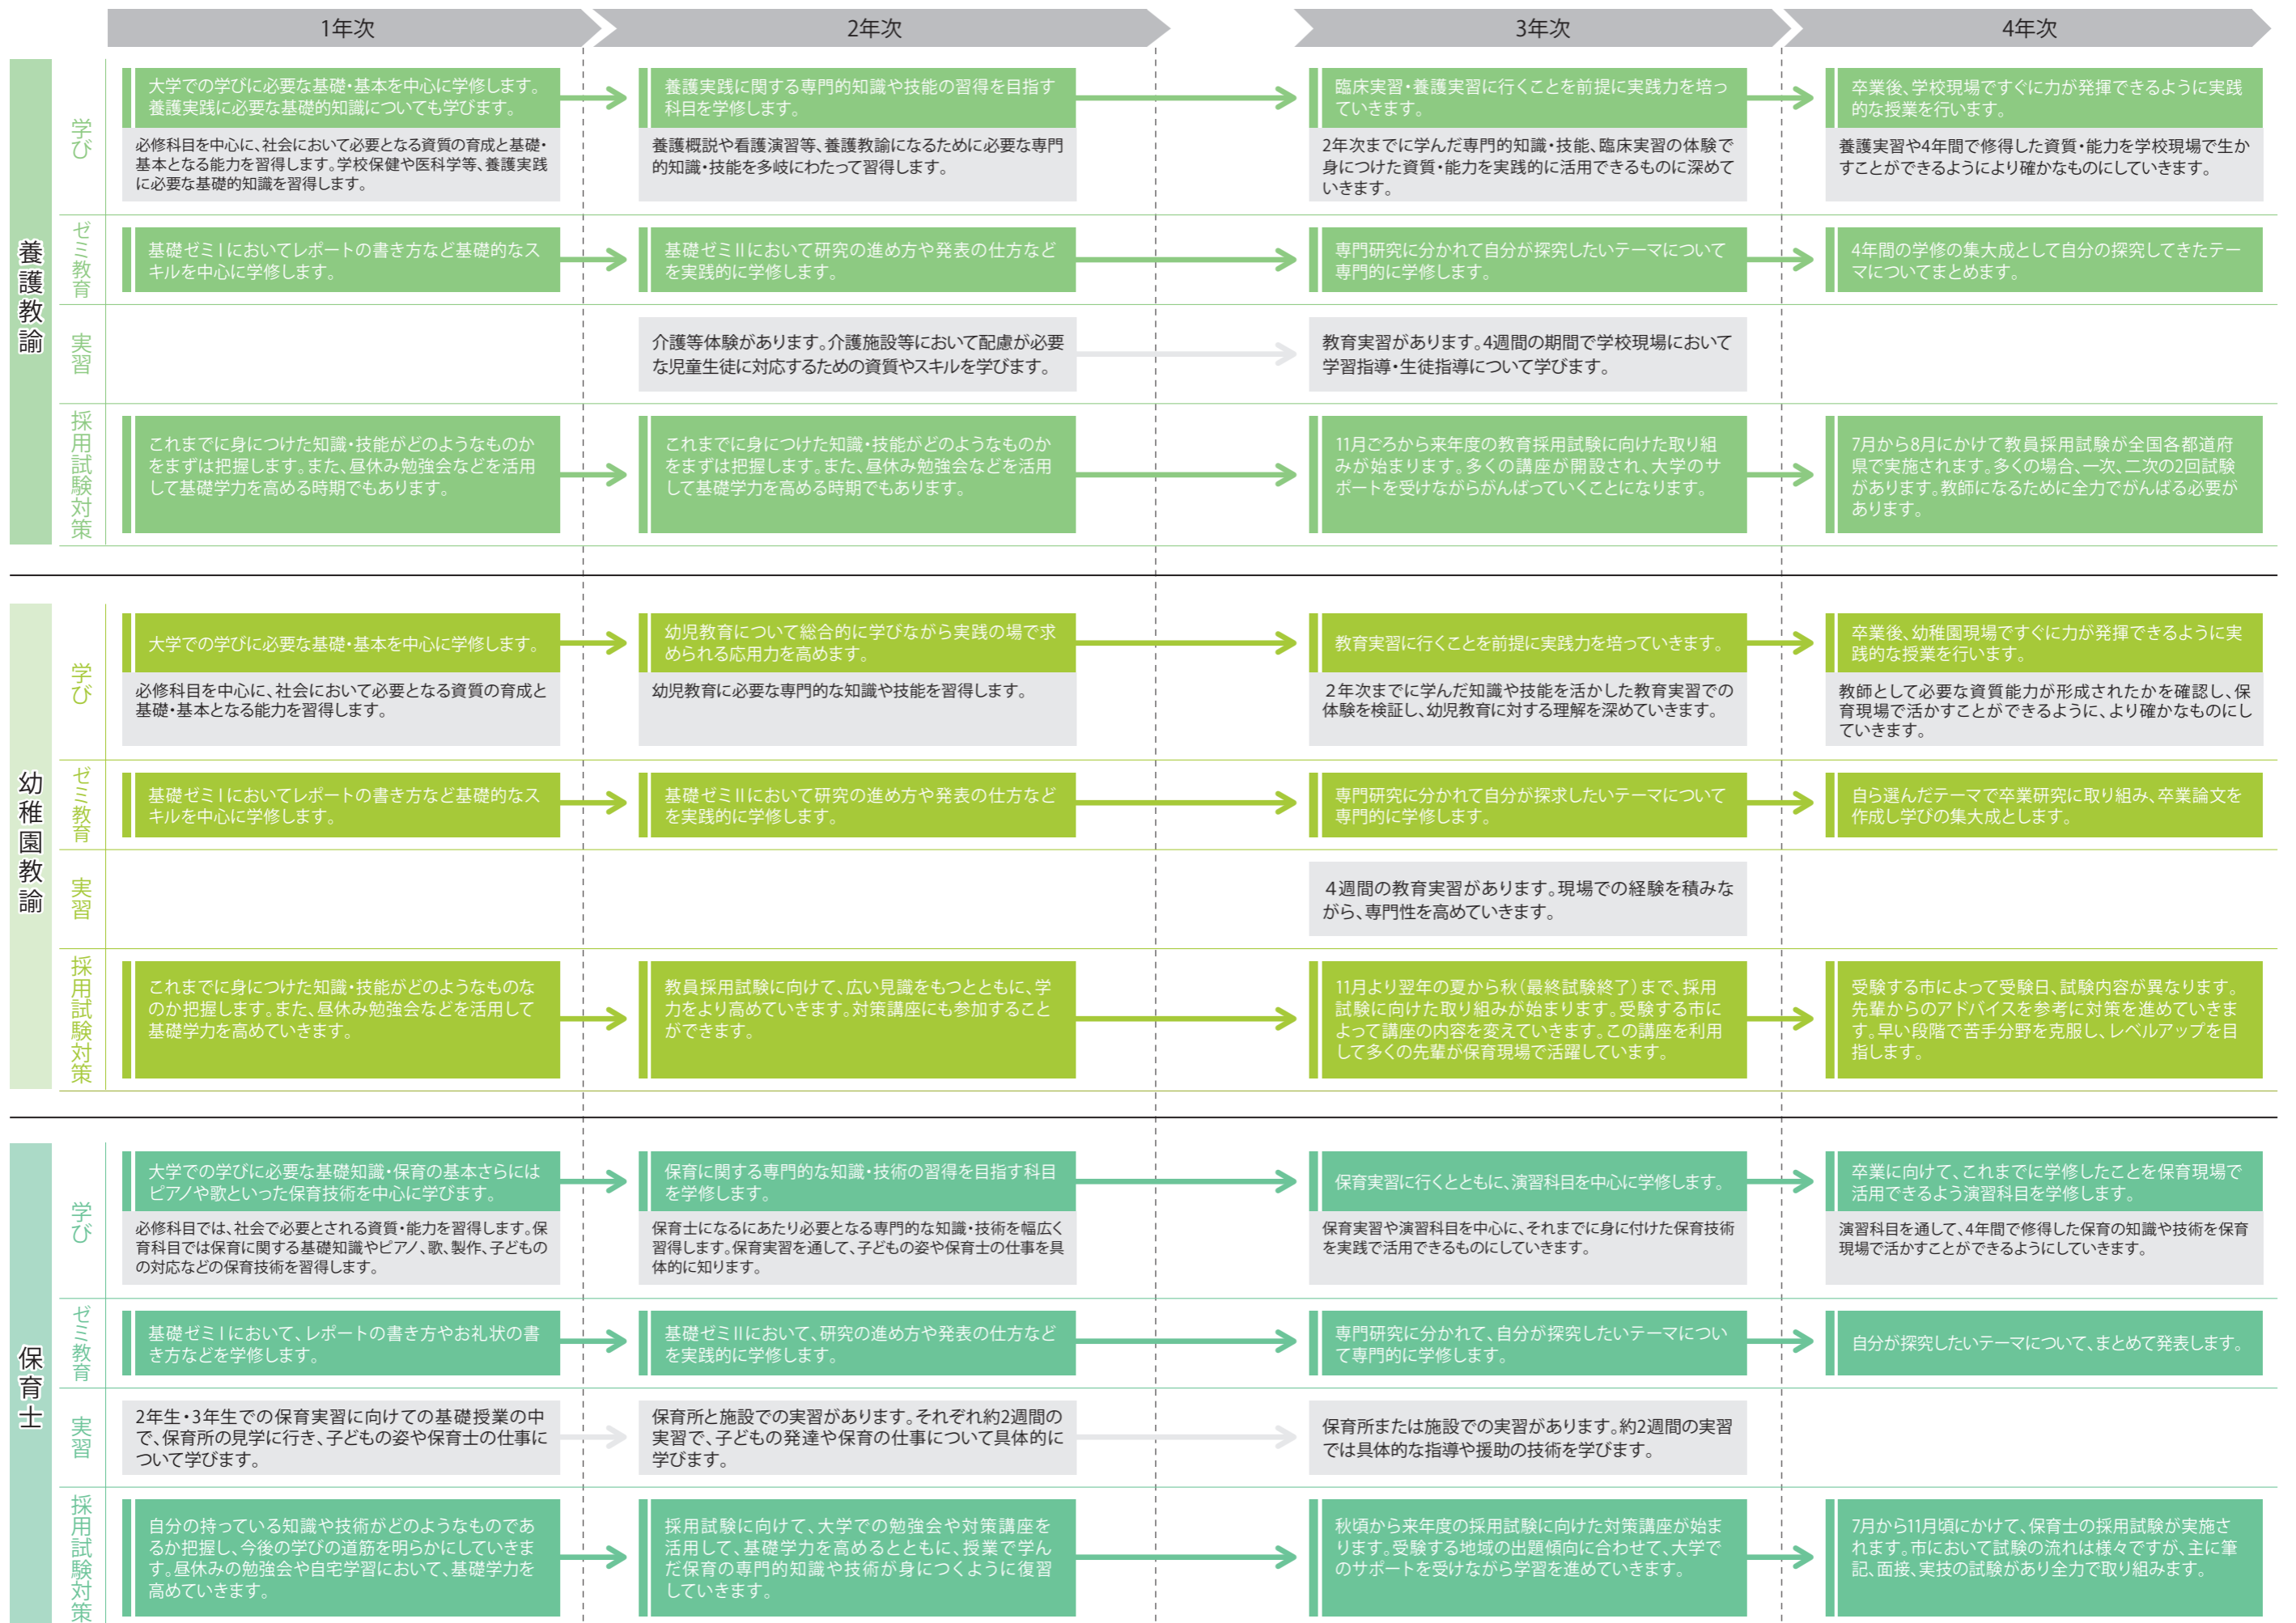 1年次
2年次
3年次
4年次
養護教諭
学び
大学での学びに必要な基礎・基本を中心に学修します。
養護実践に必要な基礎的知識についても学びます。
必修科目を中心に、社会において必要となる資質の育成と基礎・
基本となる能力を習得します。学校保健や医科学等、養護実践
に必要な基礎的知識を習得します。
養護実践に関する専門的知識や技能の習得を目指す
科目を学修します。
養護概説や看護演習等、養護教諭になるために必要な専門
的知識・技能を多岐にわたって習得します。
臨床実習・養護実習に行くことを前提に実践力を培っ
ていきます。
2年次までに学んだ専門的知識・技能、臨床実習の体験で
身につけた資質・能力を実践的に活用できるものに深めて
いきます。
卒業後、学校現場ですぐに力が発揮できるように実践
的な授業を行います。
養護実習や4年間で修得した資質・能力を学校現場で生か
すことができるようにより確かなものにしていきます。
ゼミ教育
基礎ゼミⅠにおいてレポートの書き方など基礎的なス
キルを中心に学修します。
基礎ゼミⅡにおいて研究の進め方や発表の仕方など
を実践的に学修します。
専門研究に分かれて自分が探究したいテーマについて
専門的に学修します。
4年間の学修の集大成として自分の探究してきたテー
マについてまとめます。
実習
介護等体験があります。介護施設等において配慮が必要
な児童生徒に対応するための資質やスキルを学びます。
教育実習があります。4週間の期間で学校現場において
学習指導・生徒指導について学びます。
採用試験対策
これまでに身につけた知識・技能がどのようなものか
をまずは把握します。また、昼休み勉強会などを活用
して基礎学力を高める時期でもあります。
これまでに身につけた知識・技能がどのようなものか
をまずは把握します。また、昼休み勉強会などを活用
して基礎学力を高める時期でもあります。
11月ごろから来年度の教育採用試験に向けた取り組
みが始まります。多くの講座が開設され、大学のサ
ポートを受けながらがんばっていくことになります。
7月から8月にかけて教員採用試験が全国各都道府
県で実施されます。多くの場合、一次、二次の2回試験
があります。教師になるために全力でがんばる必要が
あります。
幼稚園教諭
学び
大学での学びに必要な基礎・基本を中心に学修します。
必修科目を中心に、社会において必要となる資質の育成と
基礎・基本となる能力を習得します。
幼児教育について総合的に学びながら実践の場で求
められる応用力を高めます。
幼児教育に必要な専門的な知識や技能を習得します。
教育実習に行くことを前提に実践力を培っていきます。
２年次までに学んだ知識や技能を活かした教育実習での
体験を検証し、幼児教育に対する理解を深めていきます。
卒業後、幼稚園現場ですぐに力が発揮できるように実
践的な授業を行います。
教師として必要な資質能力が形成されたかを確認し、保
育現場で活かすことができるように、より確かなものにし
ていきます。
ゼミ教育
基礎ゼミⅠにおいてレポートの書き方など基礎的なス
キルを中心に学修します。
基礎ゼミⅡにおいて研究の進め方や発表の仕方など
を実践的に学修します。
専門研究に分かれて自分が探求したいテーマについて
専門的に学修します。
自ら選んだテーマで卒業研究に取り組み、卒業論文を
作成し学びの集大成とします。
実習
４週間の教育実習があります。現場での経験を積みな
がら、専門性を高めていきます。
採用試験対策
これまでに身につけた知識・技能がどのようなものな
のか把握します。また、昼休み勉強会などを活用して
基礎学力を高めていきます。
教員採用試験に向けて、広い見識をもつとともに、学
力をより高めていきます。対策講座にも参加すること
ができます。
11月より翌年の夏から秋（最終試験終了）まで、採用
試験に向けた取り組みが始まります。受験する市に
よって講座の内容を変えていきます。この講座を利用
して多くの先輩が保育現場で活躍しています。
受験する市によって受験日、試験内容が異なります。
先輩からのアドバイスを参考に対策を進めていきま
す。早い段階で苦手分野を克服し、レベルアップを目
指します。
保育士
学び
大学での学びに必要な基礎知識・保育の基本さらには
ピアノや歌といった保育技術を中心に学びます。
必修科目では、社会で必要とされる資質・能力を習得します。保
育科目では保育に関する基礎知識やピアノ、歌、製作、子どもの
の対応などの保育技術を習得します。
保育に関する専門的な知識・技術の習得を目指す科目
を学修します。
保育士になるにあたり必要となる専門的な知識・技術を幅広く
習得します。保育実習を通して、子どもの姿や保育士の仕事を具
体的に知ります。
保育実習に行くとともに、演習科目を中心に学修します。
保育実習や演習科目を中心に、それまでに身に付けた保育技術
を実践で活用できるものにしていきます。
卒業に向けて、これまでに学修したことを保育現場で
活用できるよう演習科目を学修します。
演習科目を通して、4年間で修得した保育の知識や技術を保育
現場で活かすことができるようにしていきます。
ゼミ教育
基礎ゼミⅠにおいて、レポートの書き方やお礼状の書
き方などを学修します。
基礎ゼミⅡにおいて、研究の進め方や発表の仕方など
を実践的に学修します。
専門研究に分かれて、自分が探究したいテーマについ
て専門的に学修します。
自分が探究したいテーマについて、まとめて発表します。
実習
2年生・3年生での保育実習に向けての基礎授業の中
で、保育所の見学に行き、子どもの姿や保育士の仕事に
ついて学びます。
保育所と施設での実習があります。それぞれ約2週間の
実習で、子どもの発達や保育の仕事について具体的に
学びます。
保育所または施設での実習があります。約2週間の実習
では具体的な指導や援助の技術を学びます。
採用試験対策
自分の持っている知識や技術がどのようなものであ
るか把握し、今後の学びの道筋を明らかにしていきま
す。昼休みの勉強会や自宅学習において、基礎学力を
高めていきます。
採用試験に向けて、大学での勉強会や対策講座を
活用して、基礎学力を高めるとともに、授業で学ん
だ保育の専門的知識や技術が身につくように復習
していきます。
秋頃から来年度の採用試験に向けた対策講座が始ま
ります。受験する地域の出題傾向に合わせて、大学で
のサポートを受けながら学習を進めていきます。
7月から11月頃にかけて、保育士の採用試験が実施さ
れます。市において試験の流れは様々ですが、主に筆
記、面接、実技の試験があり全力で取り組みます。